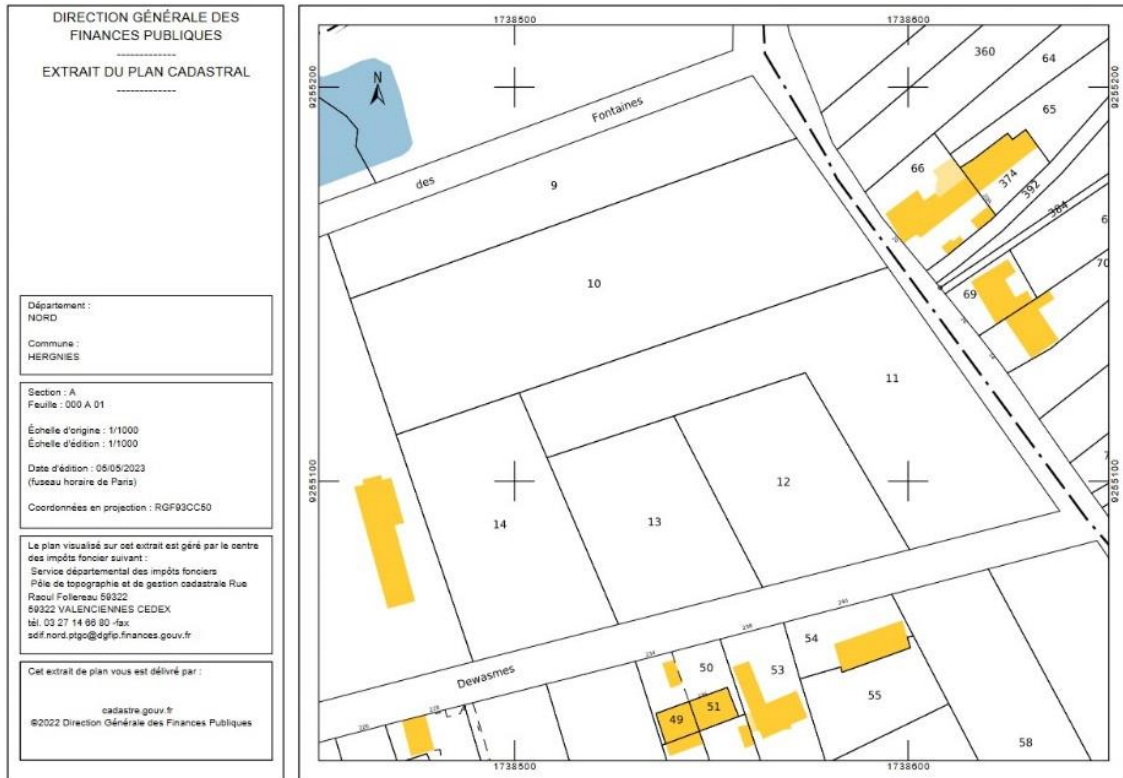 DIRECTION GÉNÉRALE DES
FINANCES PUBLIQUES
-------------
EXTRAIT DU PLAN CADASTRAL
-------------
Département :
NORD
Commune :
HERGNIES
Section : A
Feuille : 000 A 01
Échelle d'origine : 1/1000
Échelle d'édition : 1/1000
Date d'édition : 05/05/2023
(fuseau horaire de Paris)
Coordonnées en projection : RGF93CC50
Le plan visualisé sur cet extrait est géré par le centre
des impôts foncier suivant :
Service départemental des impôts fonciers
Pôle de topographie et de gestion cadastrale Rue
Raoul Follereau 59322
59322 VALENCIENNES CEDEX
tél. 03 27 14 66 80 -fax
sdif.nord.ptgc@dgfip.finances.gouv.fr
Cet extrait de plan vous est délivré par :
cadastre.gouv.fr
©2022 Direction Générale des Finances Publiques
1738500
1738600
9255200
9255200
N
360
64
65
Fontaines
des
66
374
392
384
9
10
69
70
11
9255100
9255100
12
13
14
Dewasmes
50
53
54
55
49
51
58
1738500
1738600